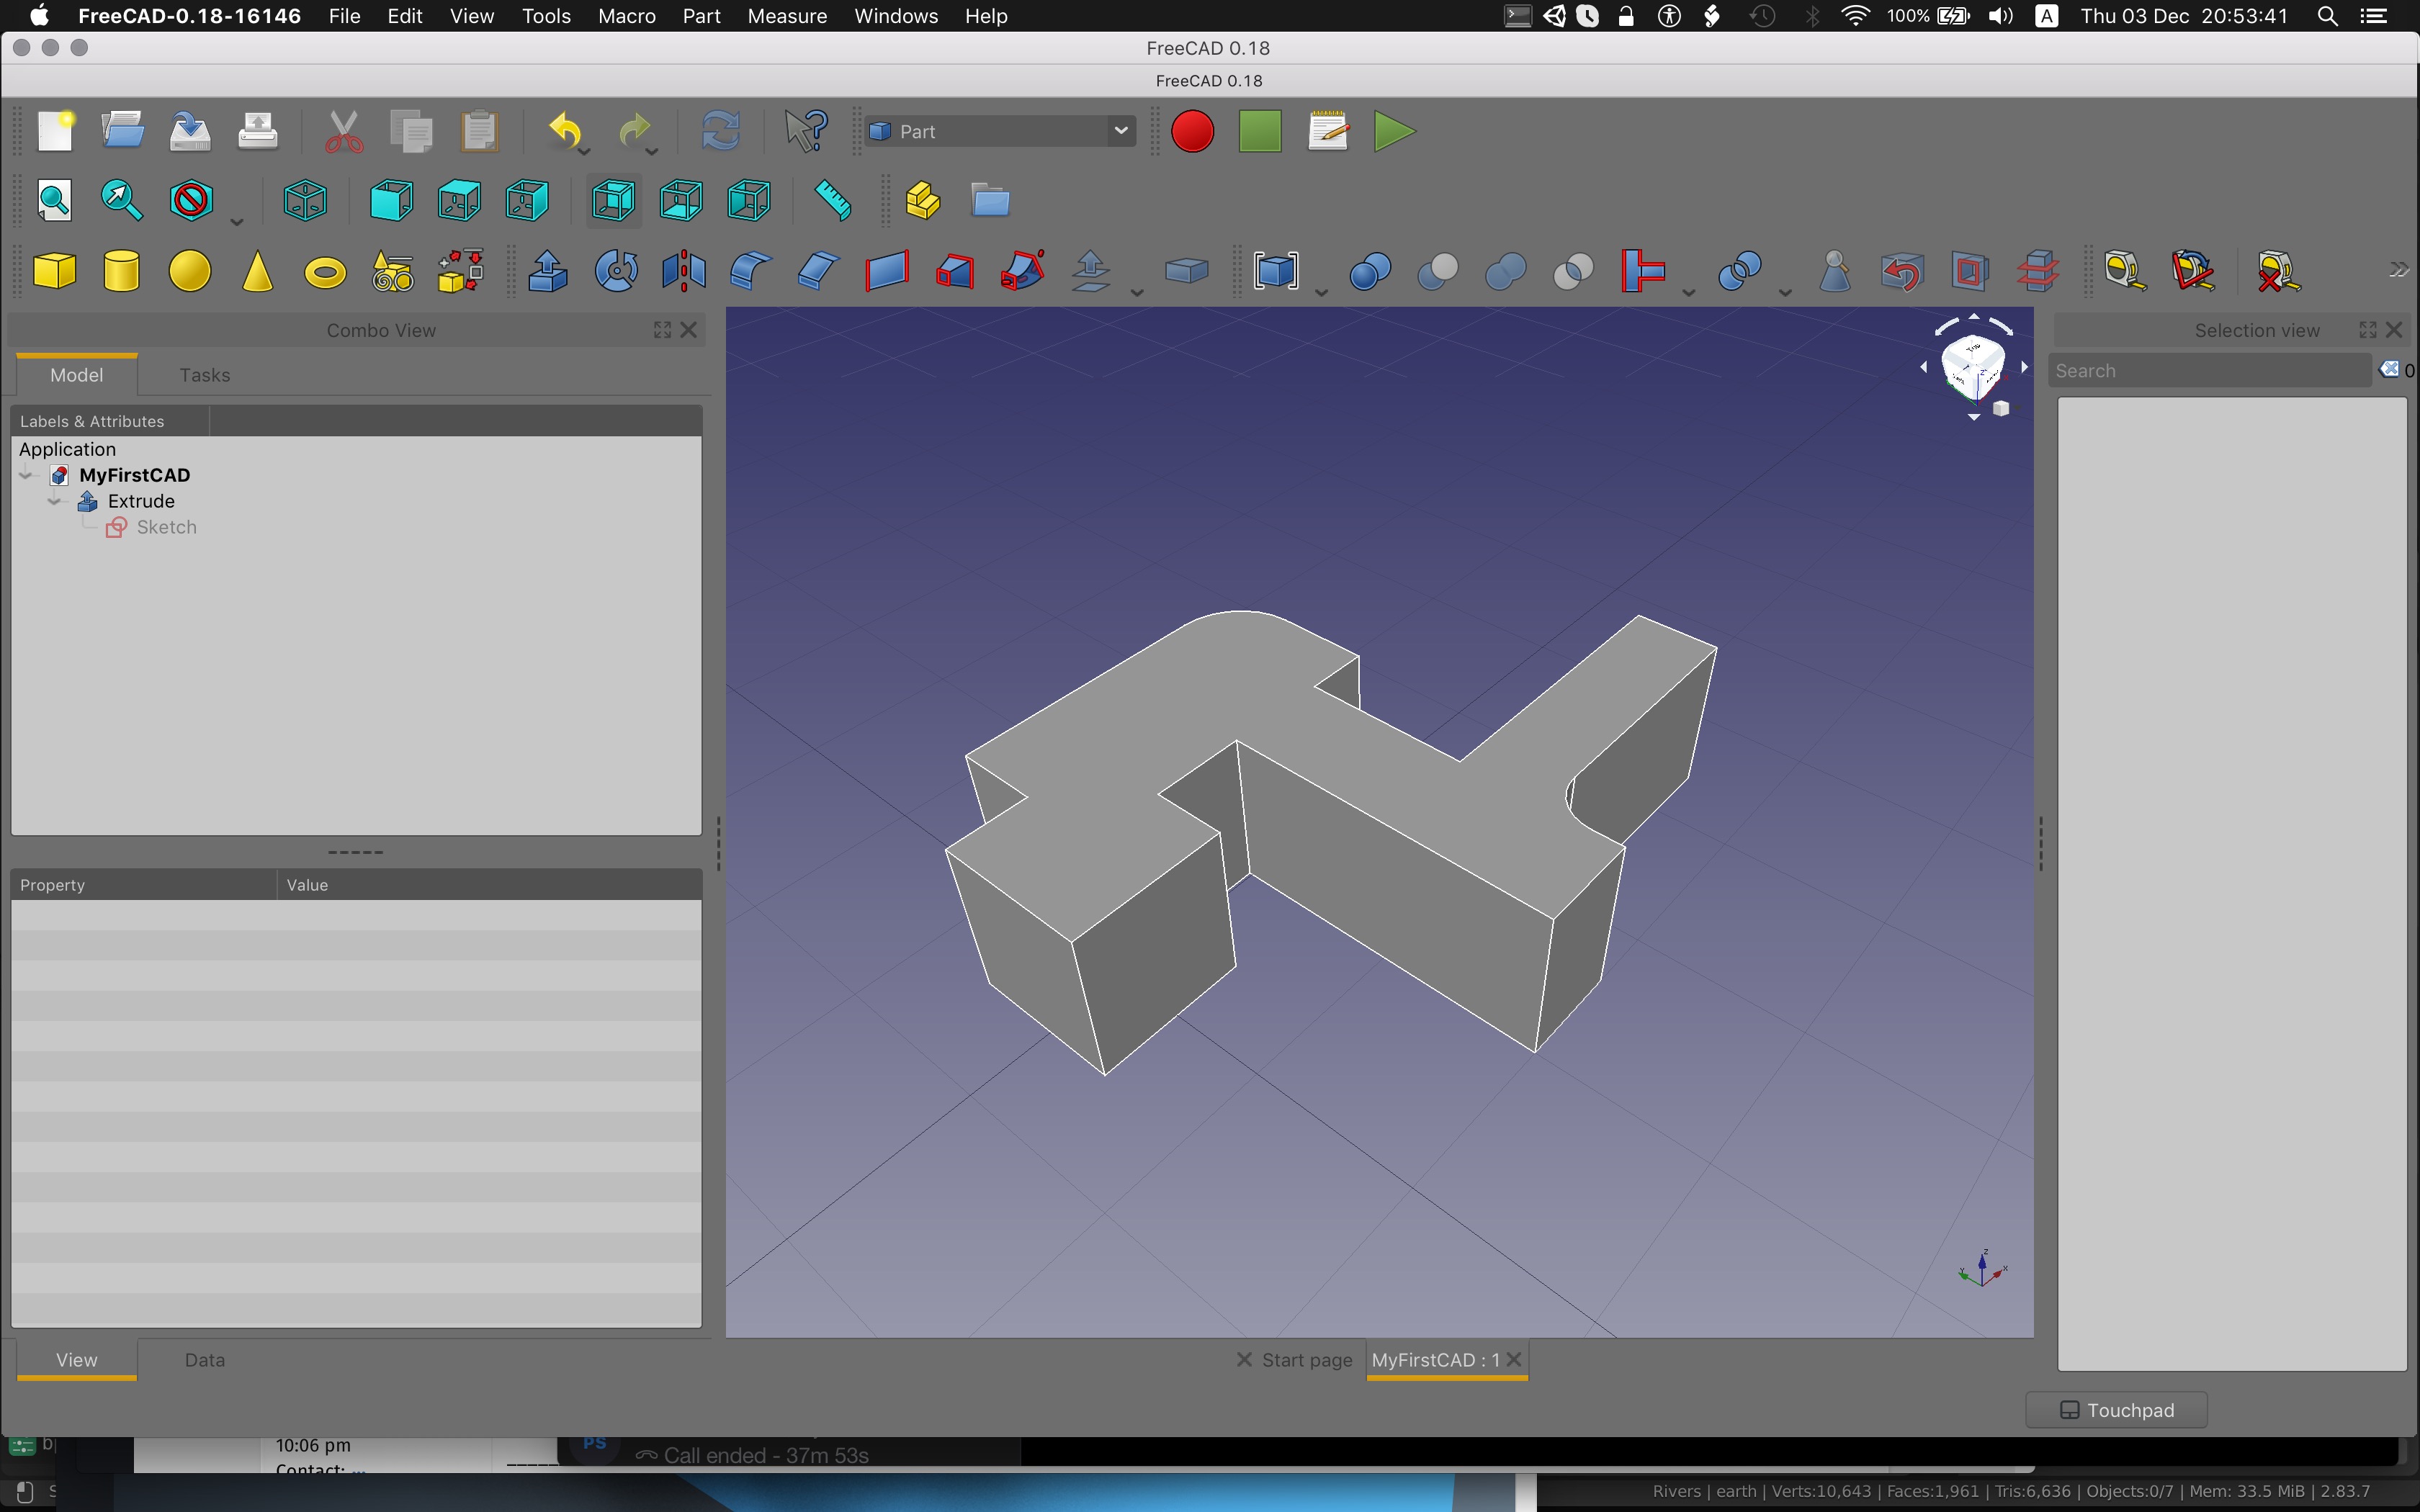 FreeCAD-0.18-16146 File Edit View Tools Macro Part Measure Windows Help 100% A Thu 03 Dec 20:53:41
FreeCAD 0.18
FreeCAD 0.18
Part
Combo View
Selection view
Model Tasks
Search
0
Labels & Attributes
Application
MyFirstCAD
Extrude
Sketch
Top
Property Value
Z
Y
X
View Data
Start page MyFirstCAD : 1
Touchpad
10:06 pm
PS
Call ended - 37m 53s
Contact: ...
Rivers | earth | Verts:10,643 | Faces:1,961 | Tris:6,636 | Objects:0/7 | Mem: 33.5 MiB | 2.83.7